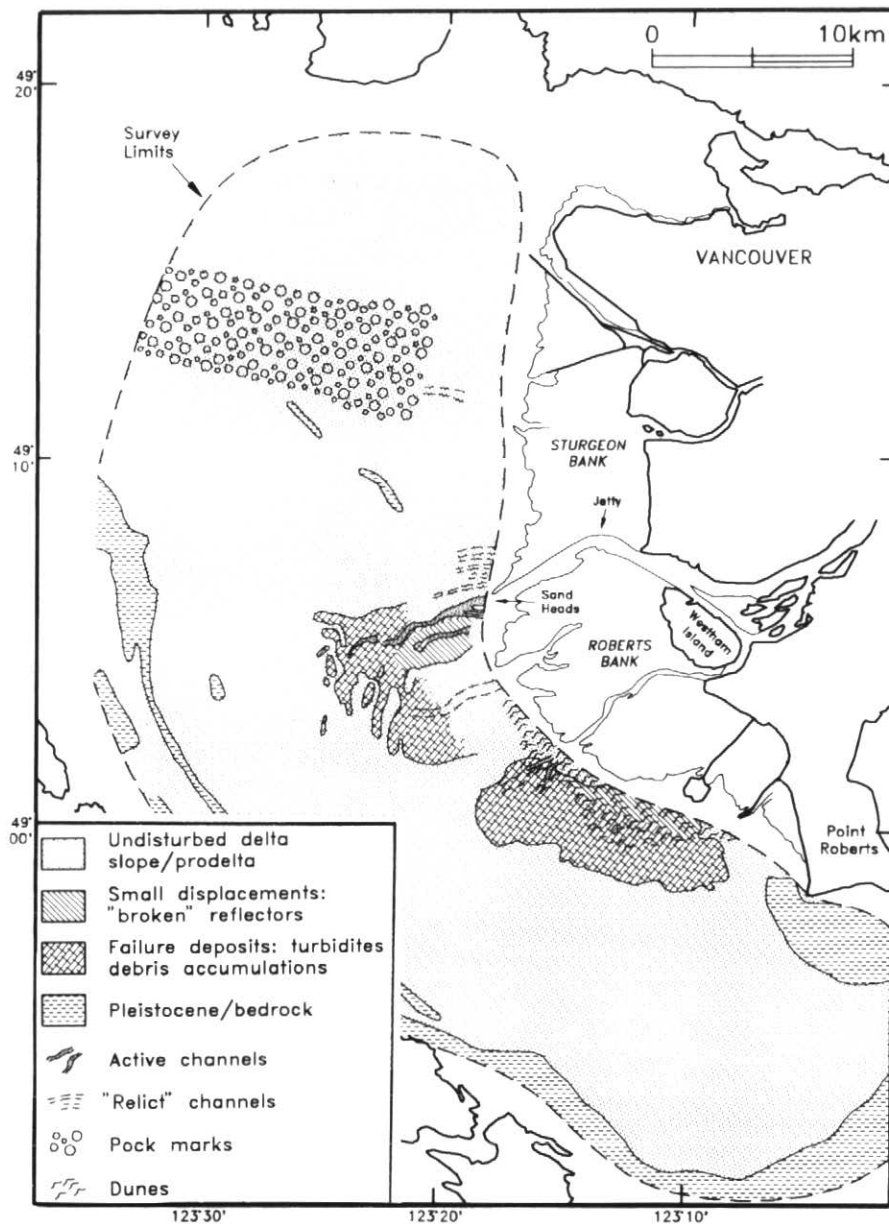 0 10km
49°
20'
Survey
Limits
VANCOUVER
49°
10'
STURGEON
BANK
Jetty
Sand
Heads
ROBERTS
BANK
Westham
Island
49°
00'
Point
Roberts
Undisturbed delta
slope/prodelta
Small displacements:
"broken" reflectors
Failure deposits: turbidites
debris accumulations
Pleistocene/bedrock
Active channels
"Relict" channels
Pock marks
Dunes
123°30' 123°20' 123°10'